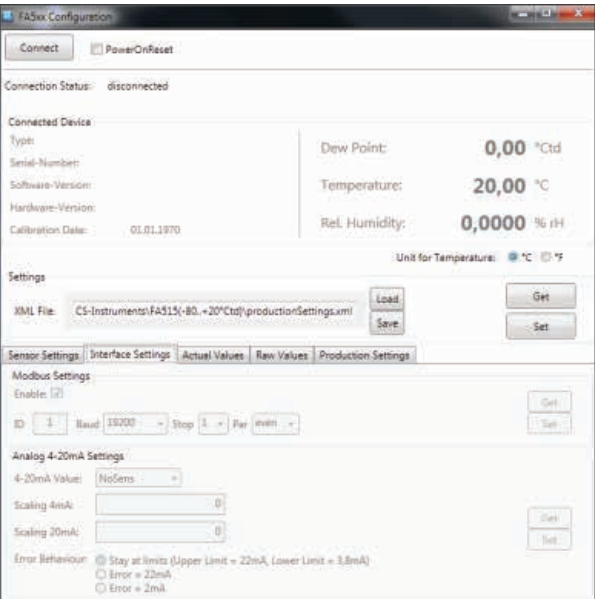 FA5xx Configuration
Connect PowerOnReset
Connection Status: disconnected
Connected Device
Type:
Serial-Number:
Software-Version:
Hardware-Version:
Calibration Date: 01.01.1970
Dew Point: 0,00 °Ctd
Temperature: 20,00 °C
Rel. Humidity: 0,0000 % rH
Unit for Temperature: °C °F
Settings
XML File: CS-Instruments\FA515(-80..+20°Ctd)\productionSettings.xml
Load
Save
Get
Set
Sensor Settings Interface Settings Actual Values Raw Values Production Settings
Modbus Settings
Enable:
ID 1 Baud 19200 Stop 1 Par even
Get
Set
Analog 4-20mA Settings
4-20mA Value: NoSens
Scaling 4mA: 0
Scaling 20mA: 0
Get
Set
Error Behaviour: Stay at limits (Upper Limit = 22mA, Lower Limit = 3,8mA)
Error = 22mA
Error = 2mA